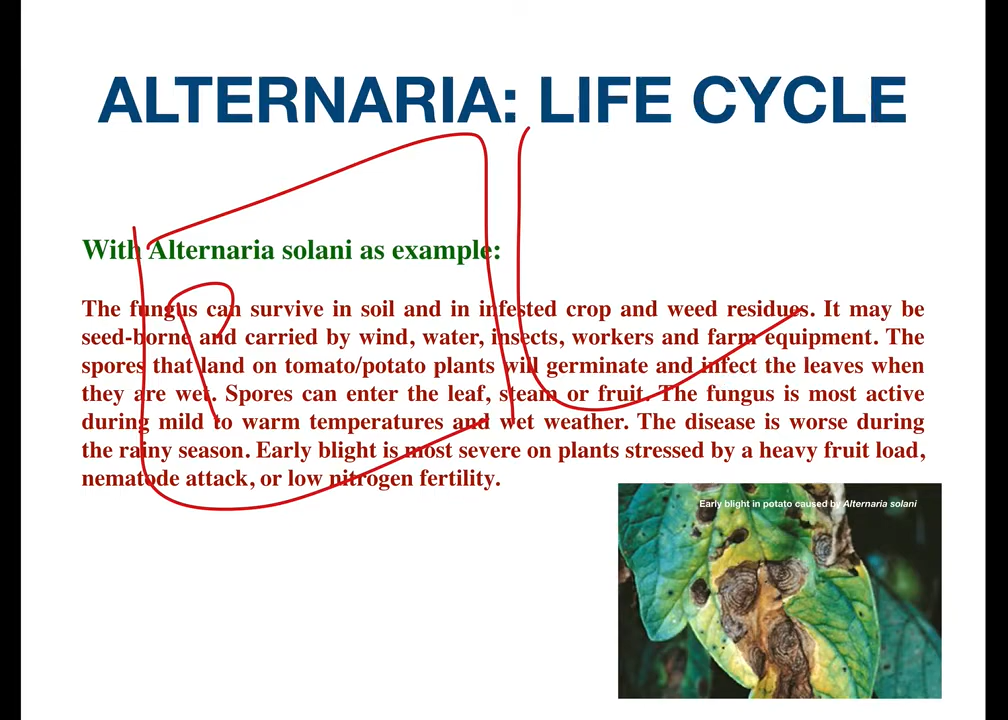 ALTERNARIA: LIFE CYCLE
With Alternaria solani as example:
The fungus can survive in soil and in infested crop and weed residues. It may be
seed-borne and carried by wind, water, insects, workers and farm equipment. The
spores that land on tomato/potato plants will germinate and infect the leaves when
they are wet. Spores can enter the leaf, steam or fruit. The fungus is most active
during mild to warm temperatures and wet weather. The disease is worse during
the rainy season. Early blight is most severe on plants stressed by a heavy fruit load,
nematode attack, or low nitrogen fertility.
Early blight in potato caused by Alternaria solani